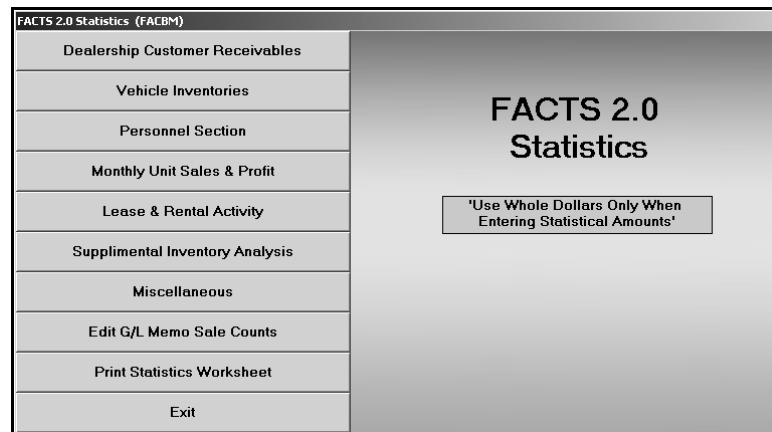 FACTS 2.0 Statistics (FACBM)
Dealership Customer Receivables
Vehicle Inventories
Personnel Section
Monthly Unit Sales & Profit
Lease & Rental Activity
Supplimental Inventory Analysis
Miscellaneous
Edit G/L Memo Sale Counts
Print Statistics Worksheet
Exit
FACTS 2.0
Statistics
'Use Whole Dollars Only When
Entering Statistical Amounts'